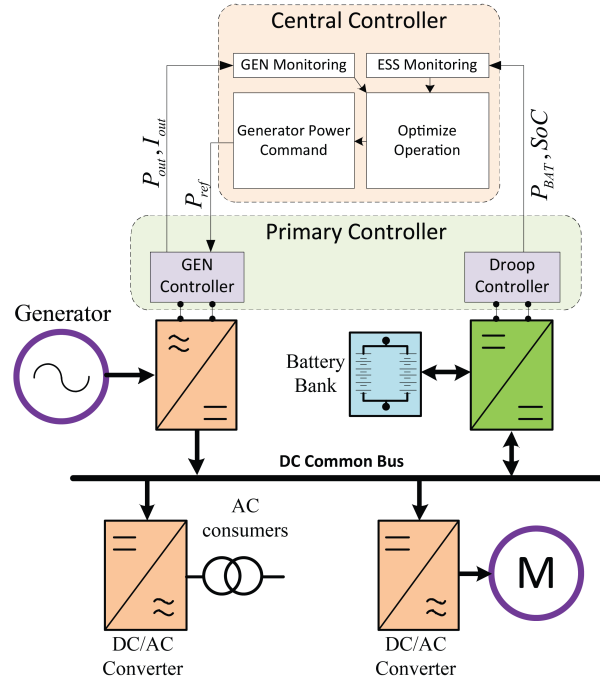 Central Controller
GEN Monitoring
ESS Monitoring
Generator Power
Command
Optimize
Operation
P_out, I_out
P_ref
P_BAT, SoC
Primary Controller
GEN
Controller
Droop
Controller
Generator
Battery
Bank
DC Common Bus
AC
consumers
M
DC/AC
Converter
DC/AC
Converter